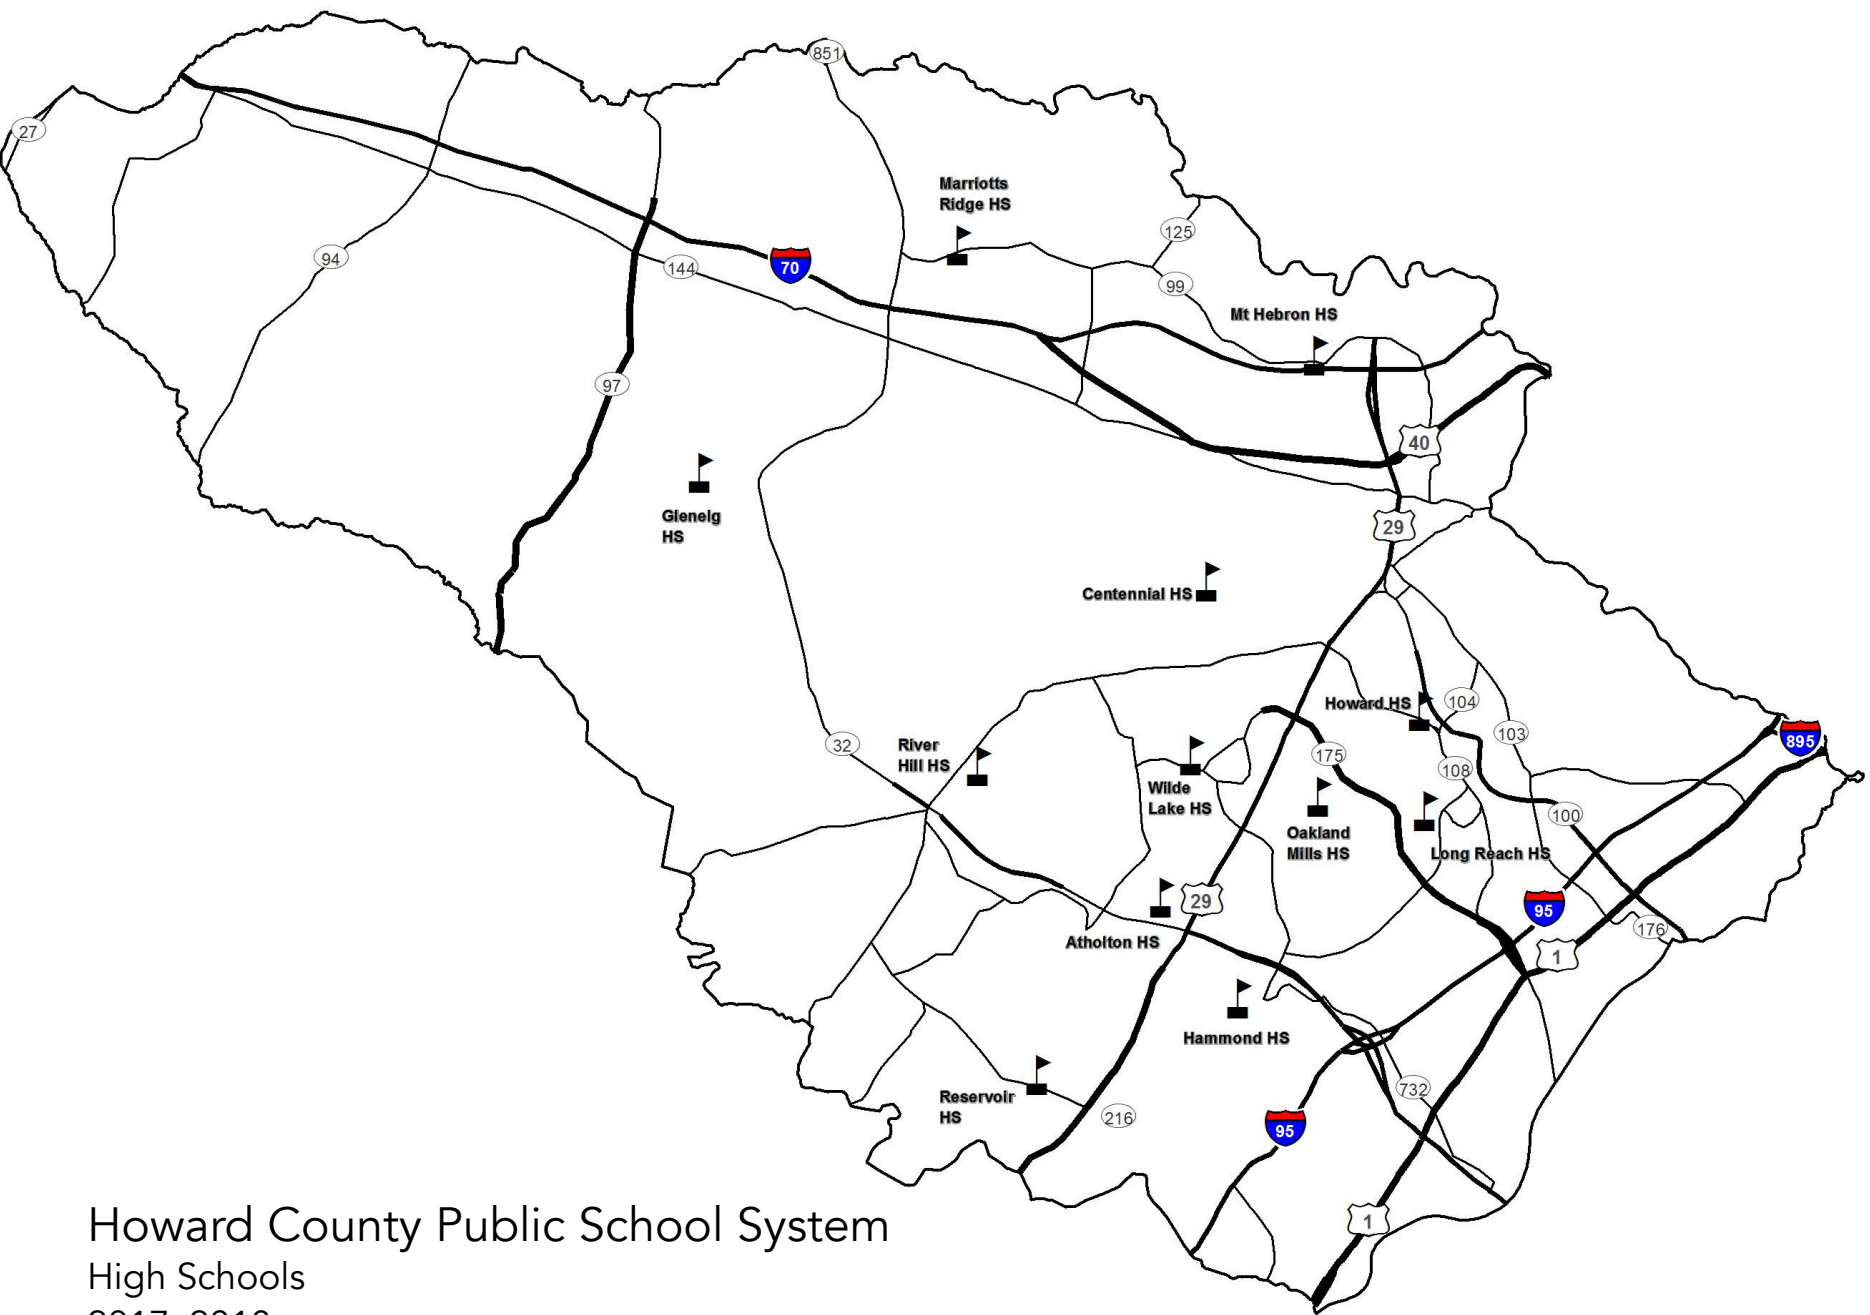 851
27
Marriotts
Ridge HS
125
94
144
70
99
Mt Hebron HS
97
40
Glenelg
HS
29
Centennial HS
Howard HS
104
103
895
32
River
Hill HS
175
108
Wilde
Lake HS
100
Oakland
Mills HS
Long Reach HS
29
95
176
Atholton HS
1
Hammond HS
732
Reservoir
HS
216
95
1
Howard County Public School System
High Schools